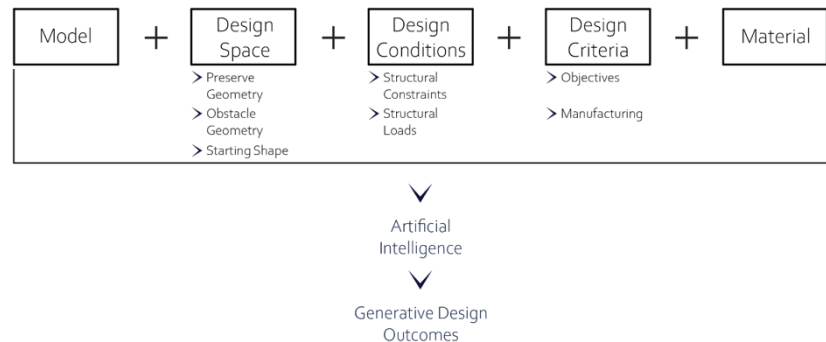 Model
+
Design
Space
+
Design
Conditions
+
Design
Criteria
+
Material
Preserve
Geometry
Obstacle
Geometry
Starting Shape
Structural
Constraints
Structural
Loads
Objectives
Manufacturing
Artificial
Intelligence
Generative Design
Outcomes